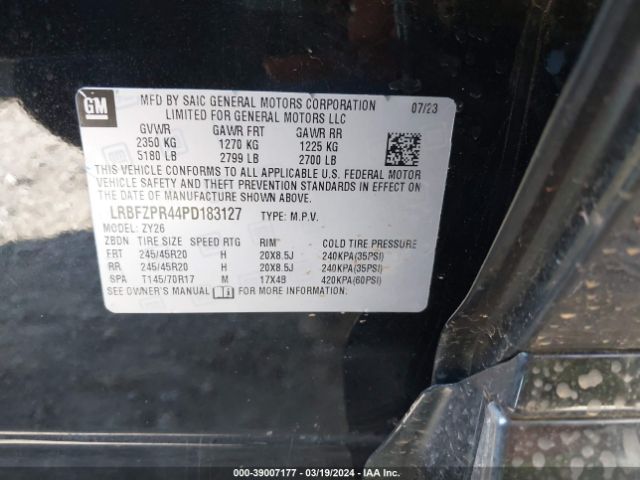 GM
MFD BY SAIC GENERAL MOTORS CORPORATION 07/23
LIMITED FOR GENERAL MOTORS LLC
GVWR GAWR FRT GAWR RR
2350 KG 1270 KG 1225 KG
5180 LB 2799 LB 2700 LB
THIS VEHICLE CONFORMS TO ALL APPLICABLE U.S. FEDERAL MOTOR
VEHICLE SAFETY AND THEFT PREVENTION STANDARDS IN EFFECT ON THE
DATE OF MANUFACTURE SHOWN ABOVE.
LRBFZPR44PD183127 TYPE: M.P.V.
MODEL: ZY26
ZBDN TIRE SIZE SPEED RTG RIM COLD TIRE PRESSURE
FRT 245/45R20 H 20X8.5J 240KPA(35PSI)
RR 245/45R20 H 20X8.5J 240KPA(35PSI)
SPA T145/70R17 M 17X4B 420KPA(60PSI)
SEE OWNER'S MANUAL FOR MORE INFORMATION.
000-39007177 - 03/19/2024 - IAA Inc.